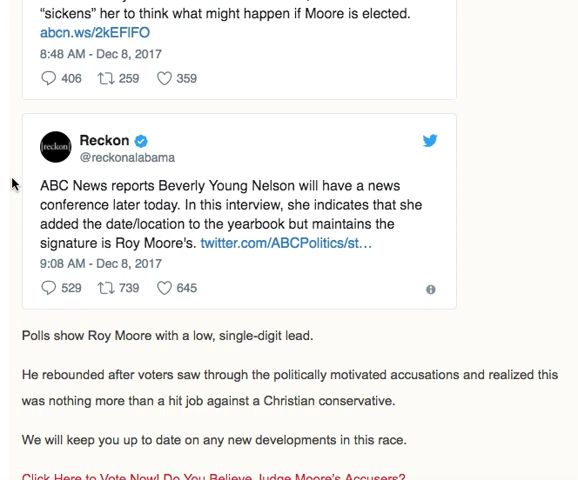 “sickens” her to think what might happen if Moore is elected.
abcn.ws/2kEFlFO
8:48 AM - Dec 8, 2017
406 259 359
[reckon]
Reckon
@reckonalabama
ABC News reports Beverly Young Nelson will have a news
conference later today. In this interview, she indicates that she
added the date/location to the yearbook but maintains the
signature is Roy Moore's. twitter.com/ABCPolitics/st…
9:08 AM - Dec 8, 2017
529 739 645
Polls show Roy Moore with a low, single-digit lead.
He rebounded after voters saw through the politically motivated accusations and realized this
was nothing more than a hit job against a Christian conservative.
We will keep you up to date on any new developments in this race.
Click Here to Vote Now! Do You Believe Judge Moore’s Accusers?